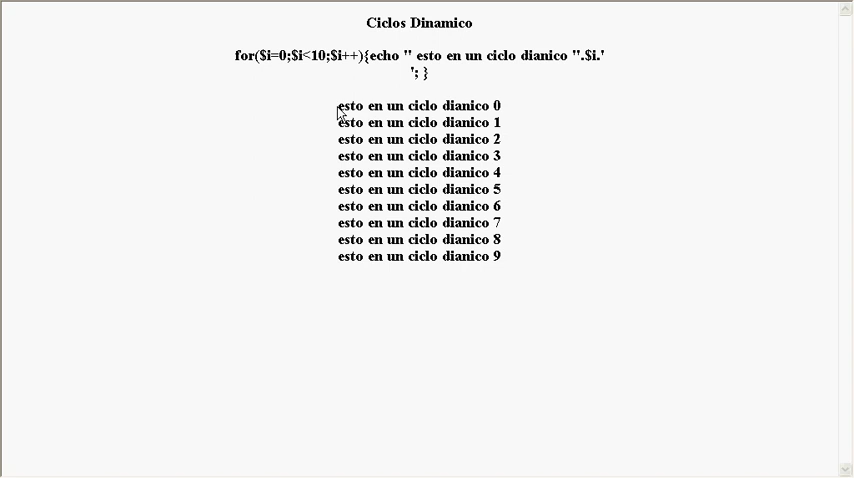 Ciclos Dinamico
for($i=0;$i<10;$i++){echo " esto en un ciclo dianico ".$i.'
'; }
esto en un ciclo dianico 0
esto en un ciclo dianico 1
esto en un ciclo dianico 2
esto en un ciclo dianico 3
esto en un ciclo dianico 4
esto en un ciclo dianico 5
esto en un ciclo dianico 6
esto en un ciclo dianico 7
esto en un ciclo dianico 8
esto en un ciclo dianico 9